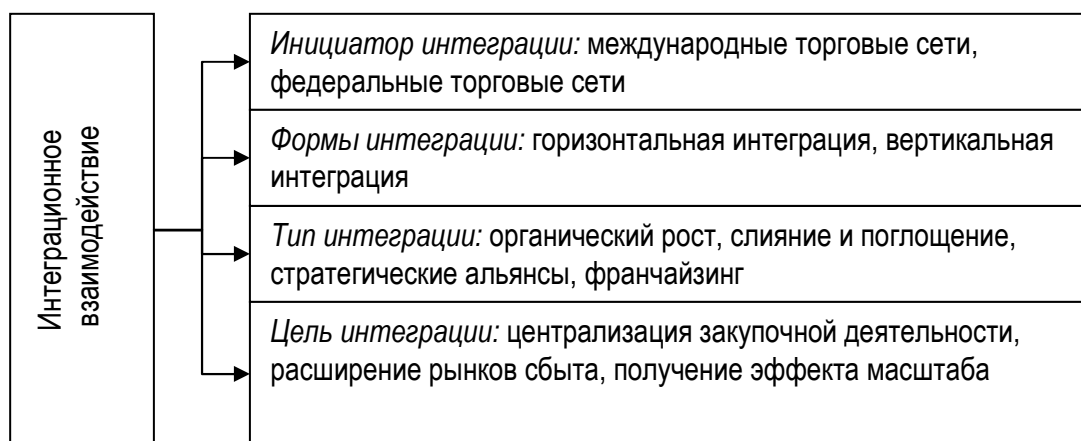 Интеграционное
взаимодействие
Инициатор интеграции: международные торговые сети,
федеральные торговые сети
Формы интеграции: горизонтальная интеграция, вертикальная
интеграция
Тип интеграции: органический рост, слияние и поглощение,
стратегические альянсы, франчайзинг
Цель интеграции: централизация закупочной деятельности,
расширение рынков сбыта, получение эффекта масштаба